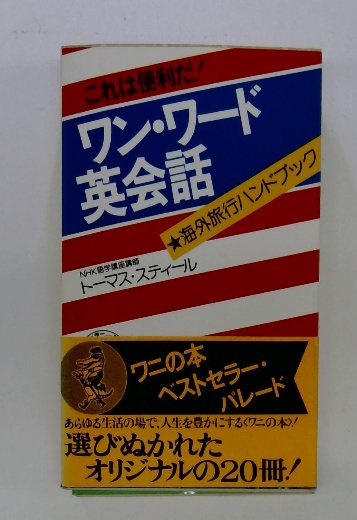 これは便利だ!
ワン・ワード
英会話
★海外旅行ハンドブック
NHK語学講座講師
トーマス・スティール
ワニの本
ベストセラー・
パレード
あらゆる生活の場で、人生を豊かにする〈ワニの本〉!
選びぬかれた
オリジナルの20冊!